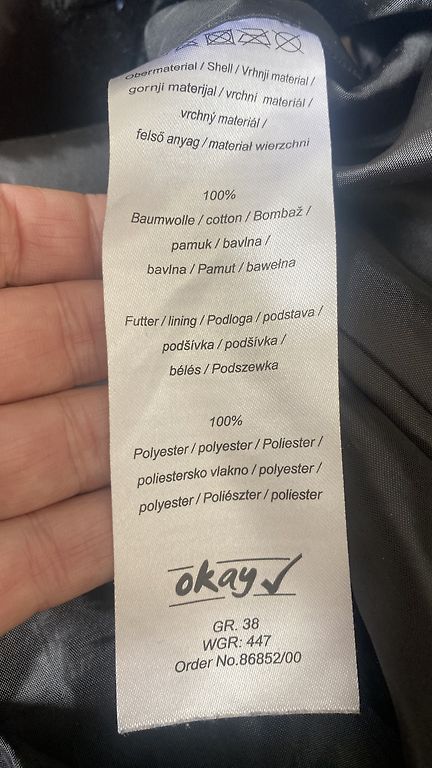 Obermaterial / Shell / Vrhnji material /
gornji materijal / vrchni materiál /
vrchný materiál /
felső anyag / materiał wierzchni
100%
Baumwolle / cotton / Bombaž /
pamuk / bavlna /
bavlna / Pamut / bawełna
Futter / lining / Podloga / podstava /
podšívka / podšívka /
bélés / Podszewka
100%
Polyester / polyester / Poliester /
poliestersko vlakno / polyester /
polyester / Poliészter / poliester
okay
GR. 38
WGR: 447
Order No.86852/00